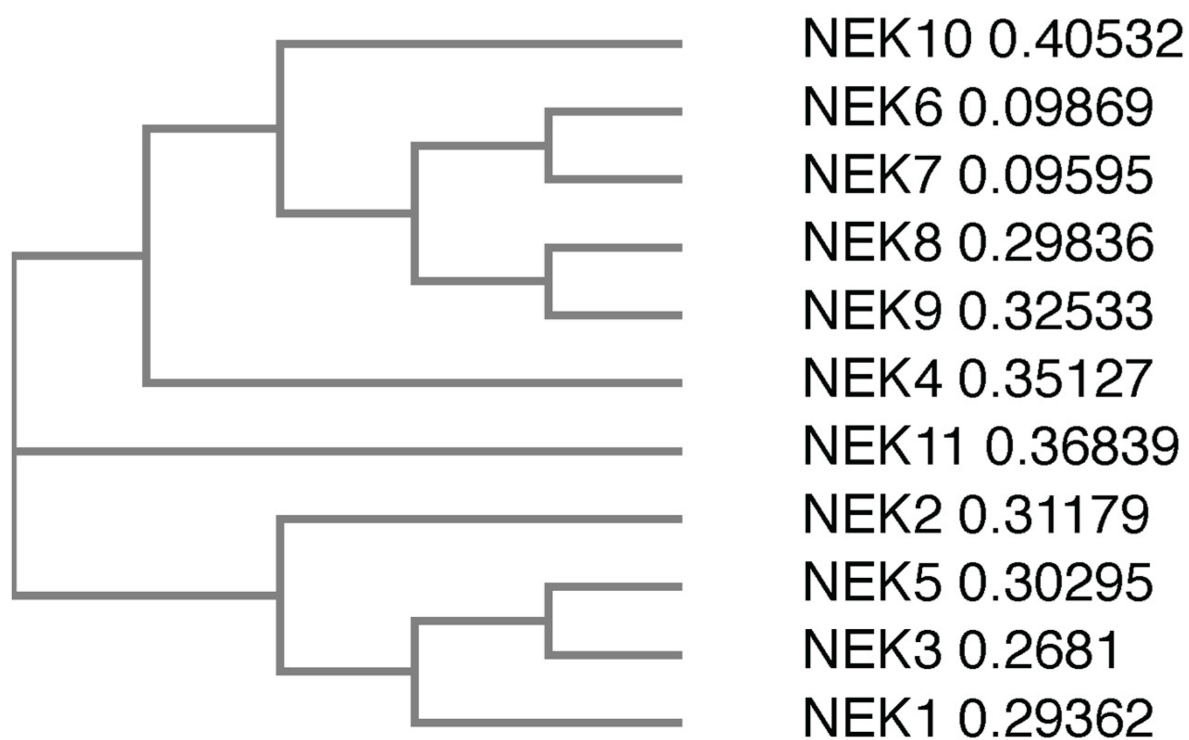 NEK10 0.40532
NEK6 0.09869
NEK7 0.09595
NEK8 0.29836
NEK9 0.32533
NEK4 0.35127
NEK11 0.36839
NEK2 0.31179
NEK5 0.30295
NEK3 0.2681
NEK1 0.29362